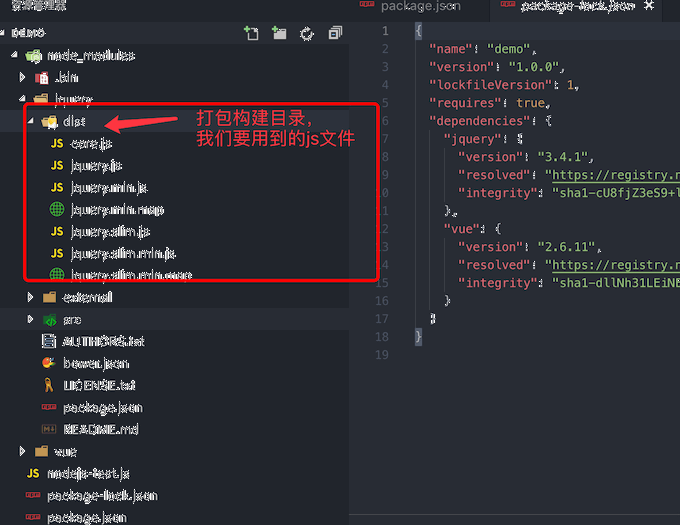 资源管理器
DEMO
node_modules
.bin
jquery
dist
打包构建目录，
我们要用到的js文件
JS core.js
JS jquery.js
JS jquery.min.js
jquery.min.map
JS jquery.slim.js
JS jquery.slim.min.js
jquery.slim.min.map
external
src
AUTHORS.txt
bower.json
LICENSE.txt
package.json
README.md
vue
JS nodejs-test.js
package-lock.json
package.json
package.json
package-lock.json
1 {
2 "name": "demo",
3 "version": "1.0.0",
4 "lockfileVersion": 1,
5 "requires": true,
6 "dependencies": {
7 "jquery": {
8 "version": "3.4.1",
9 "resolved": "https://registry.n
10 "integrity": "sha1-cU8fjZ3eS9+l
11 },
12 "vue": {
13 "version": "2.6.11",
14 "resolved": "https://registry.n
15 "integrity": "sha1-dllNh31LEiNE
16 }
17 }
18 }
19